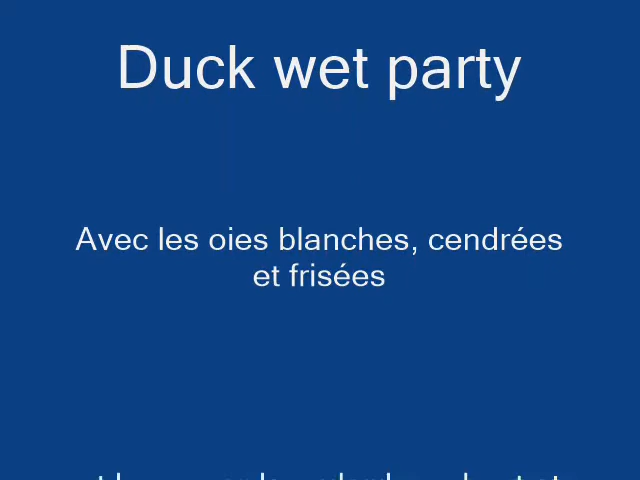 Duck wet party
Avec les oies blanches, cendrées
et frisées